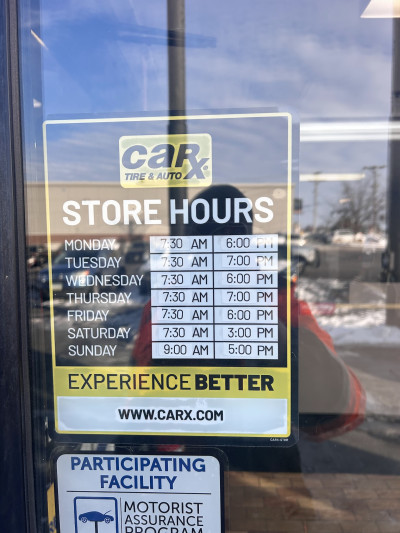 CARX
TIRE & AUTO
STORE HOURS
MONDAY 7:30 AM 6:00 PM
TUESDAY 7:30 AM 7:00 PM
WEDNESDAY 7:30 AM 6:00 PM
THURSDAY 7:30 AM 7:00 PM
FRIDAY 7:30 AM 6:00 PM
SATURDAY 7:30 AM 3:00 PM
SUNDAY 9:00 AM 5:00 PM
EXPERIENCE BETTER
WWW.CARX.COM
PARTICIPATING
FACILITY
MOTORIST
ASSURANCE
PROGRAM